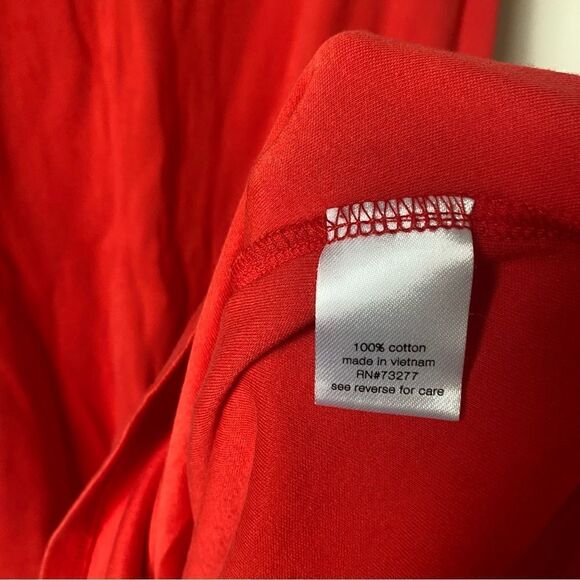 100% cotton
made in vietnam
RN#73277
see reverse for care